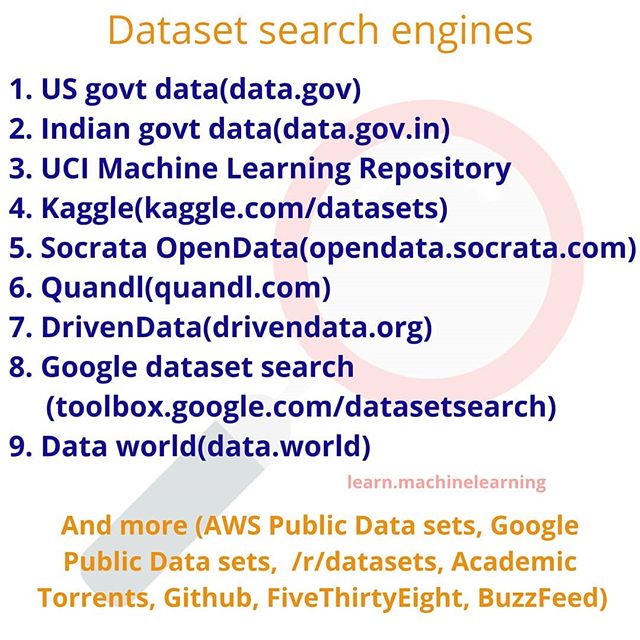 Dataset search engines
1. US govt data(data.gov)
2. Indian govt data(data.gov.in)
3. UCI Machine Learning Repository
4. Kaggle(kaggle.com/datasets)
5. Socrata OpenData(opendata.socrata.com)
6. Quandl(quandl.com)
7. DrivenData(drivendata.org)
8. Google dataset search
(toolbox.google.com/datasetsearch)
9. Data world(data.world)
learn.machinelearning
And more (AWS Public Data sets, Google
Public Data sets, /r/datasets, Academic
Torrents, Github, FiveThirtyEight, BuzzFeed)